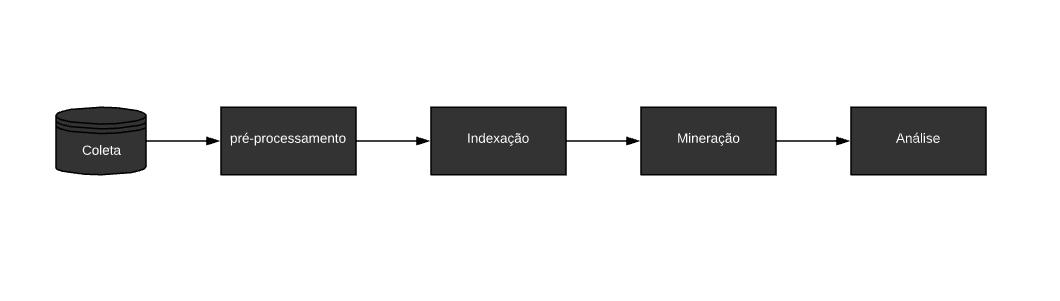 Coleta
pré-processamento
Indexação
Mineração
Análise